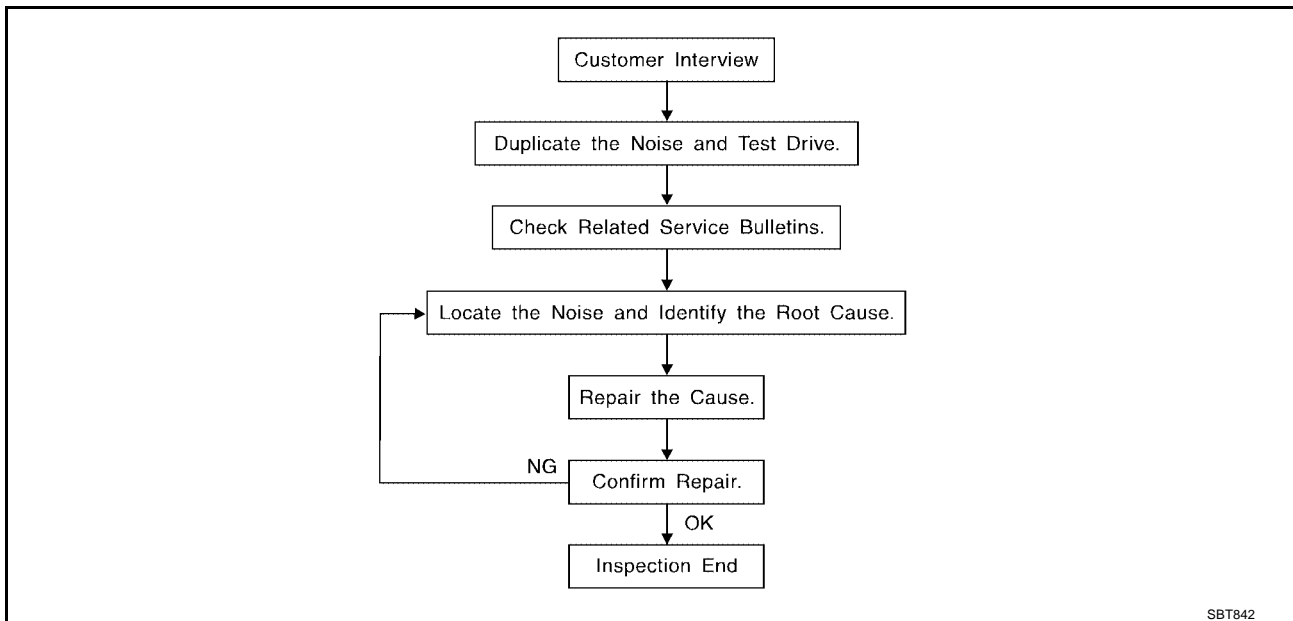 Customer Interview
Duplicate the Noise and Test Drive.
Check Related Service Bulletins.
Locate the Noise and Identify the Root Cause.
Repair the Cause.
NG
Confirm Repair.
OK
Inspection End
SBT842